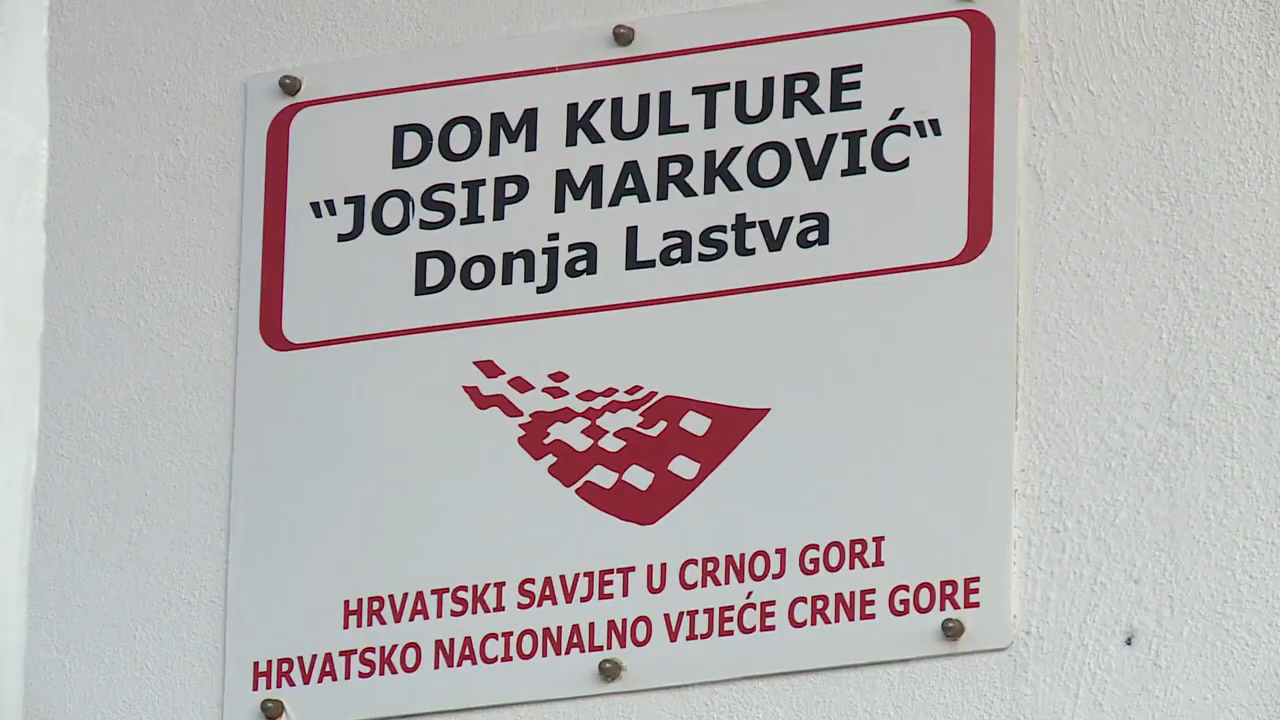 DOM KULTURE
“JOSIP MARKOVIĆ“
Donja Lastva
HRVATSKI SAVJET U CRNOJ GORI
HRVATSKO NACIONALNO VIJEĆE CRNE GORE